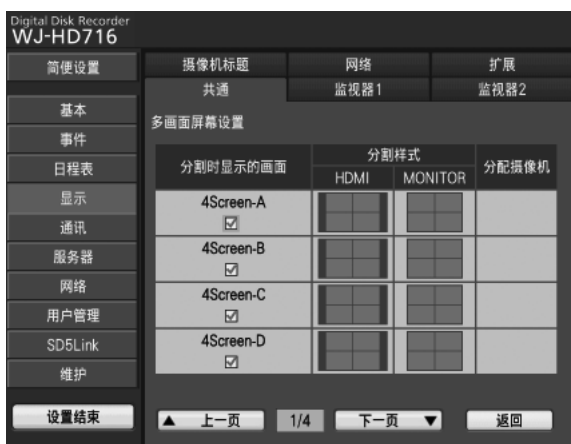 Digital Disk Recorder
WJ-HD716
简便设置
基本
事件
日程表
显示
通讯
服务器
网络
用户管理
SD5Link
维护
设置结束
摄像机标题 网络 扩展
共通 监视器1 监视器2
多画面屏幕设置
分割时显示的画面 分割样式 分配摄像机
HDMI MONITOR
4Screen-A
4Screen-B
4Screen-C
4Screen-D
▲ 上一页 1/4 下一页 ▼ 返回